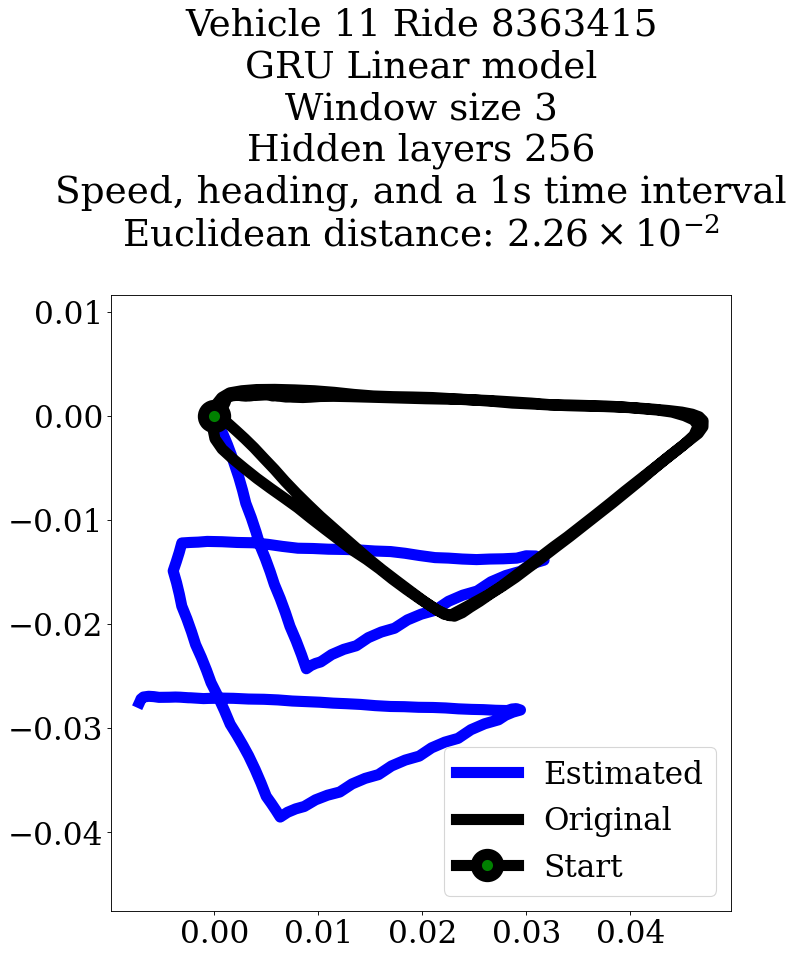 Vehicle 11 Ride 8363415
GRU Linear model
Window size 3
Hidden layers 256
Speed, heading, and a 1s time interval
Euclidean distance: 2.26 × 10⁻²
0.01
0.00
−0.01
−0.02
−0.03
−0.04
Estimated
Original
Start
0.00 0.01 0.02 0.03 0.04